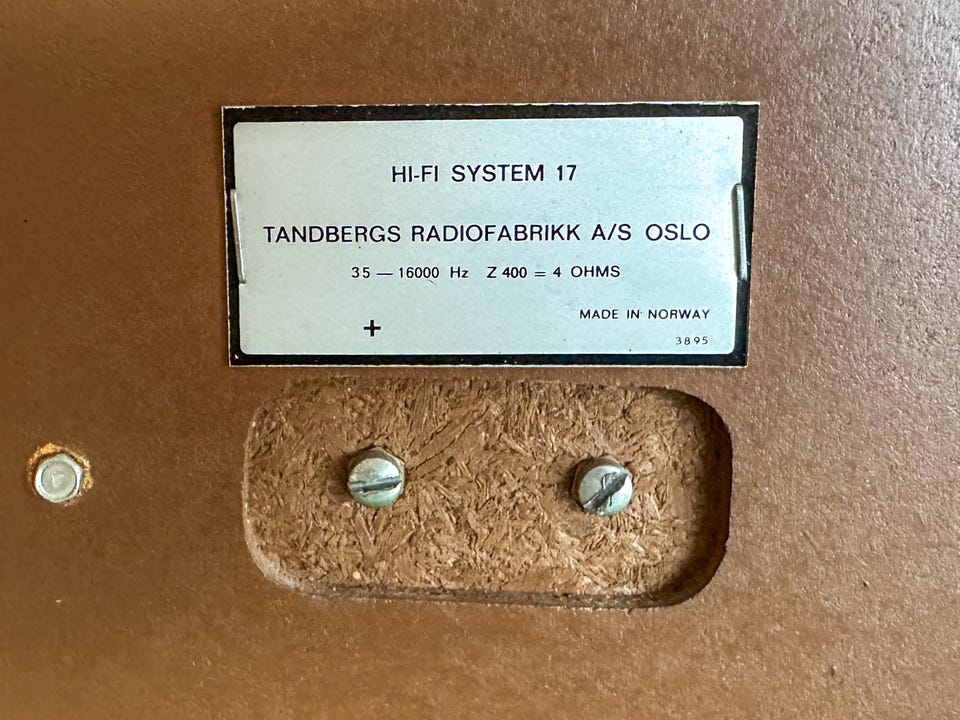 HI-FI SYSTEM 17
TANDBERGS RADIOFABRIKK A/S OSLO
35 — 16000 Hz Z 400 = 4 OHMS
MADE IN NORWAY
+
3895